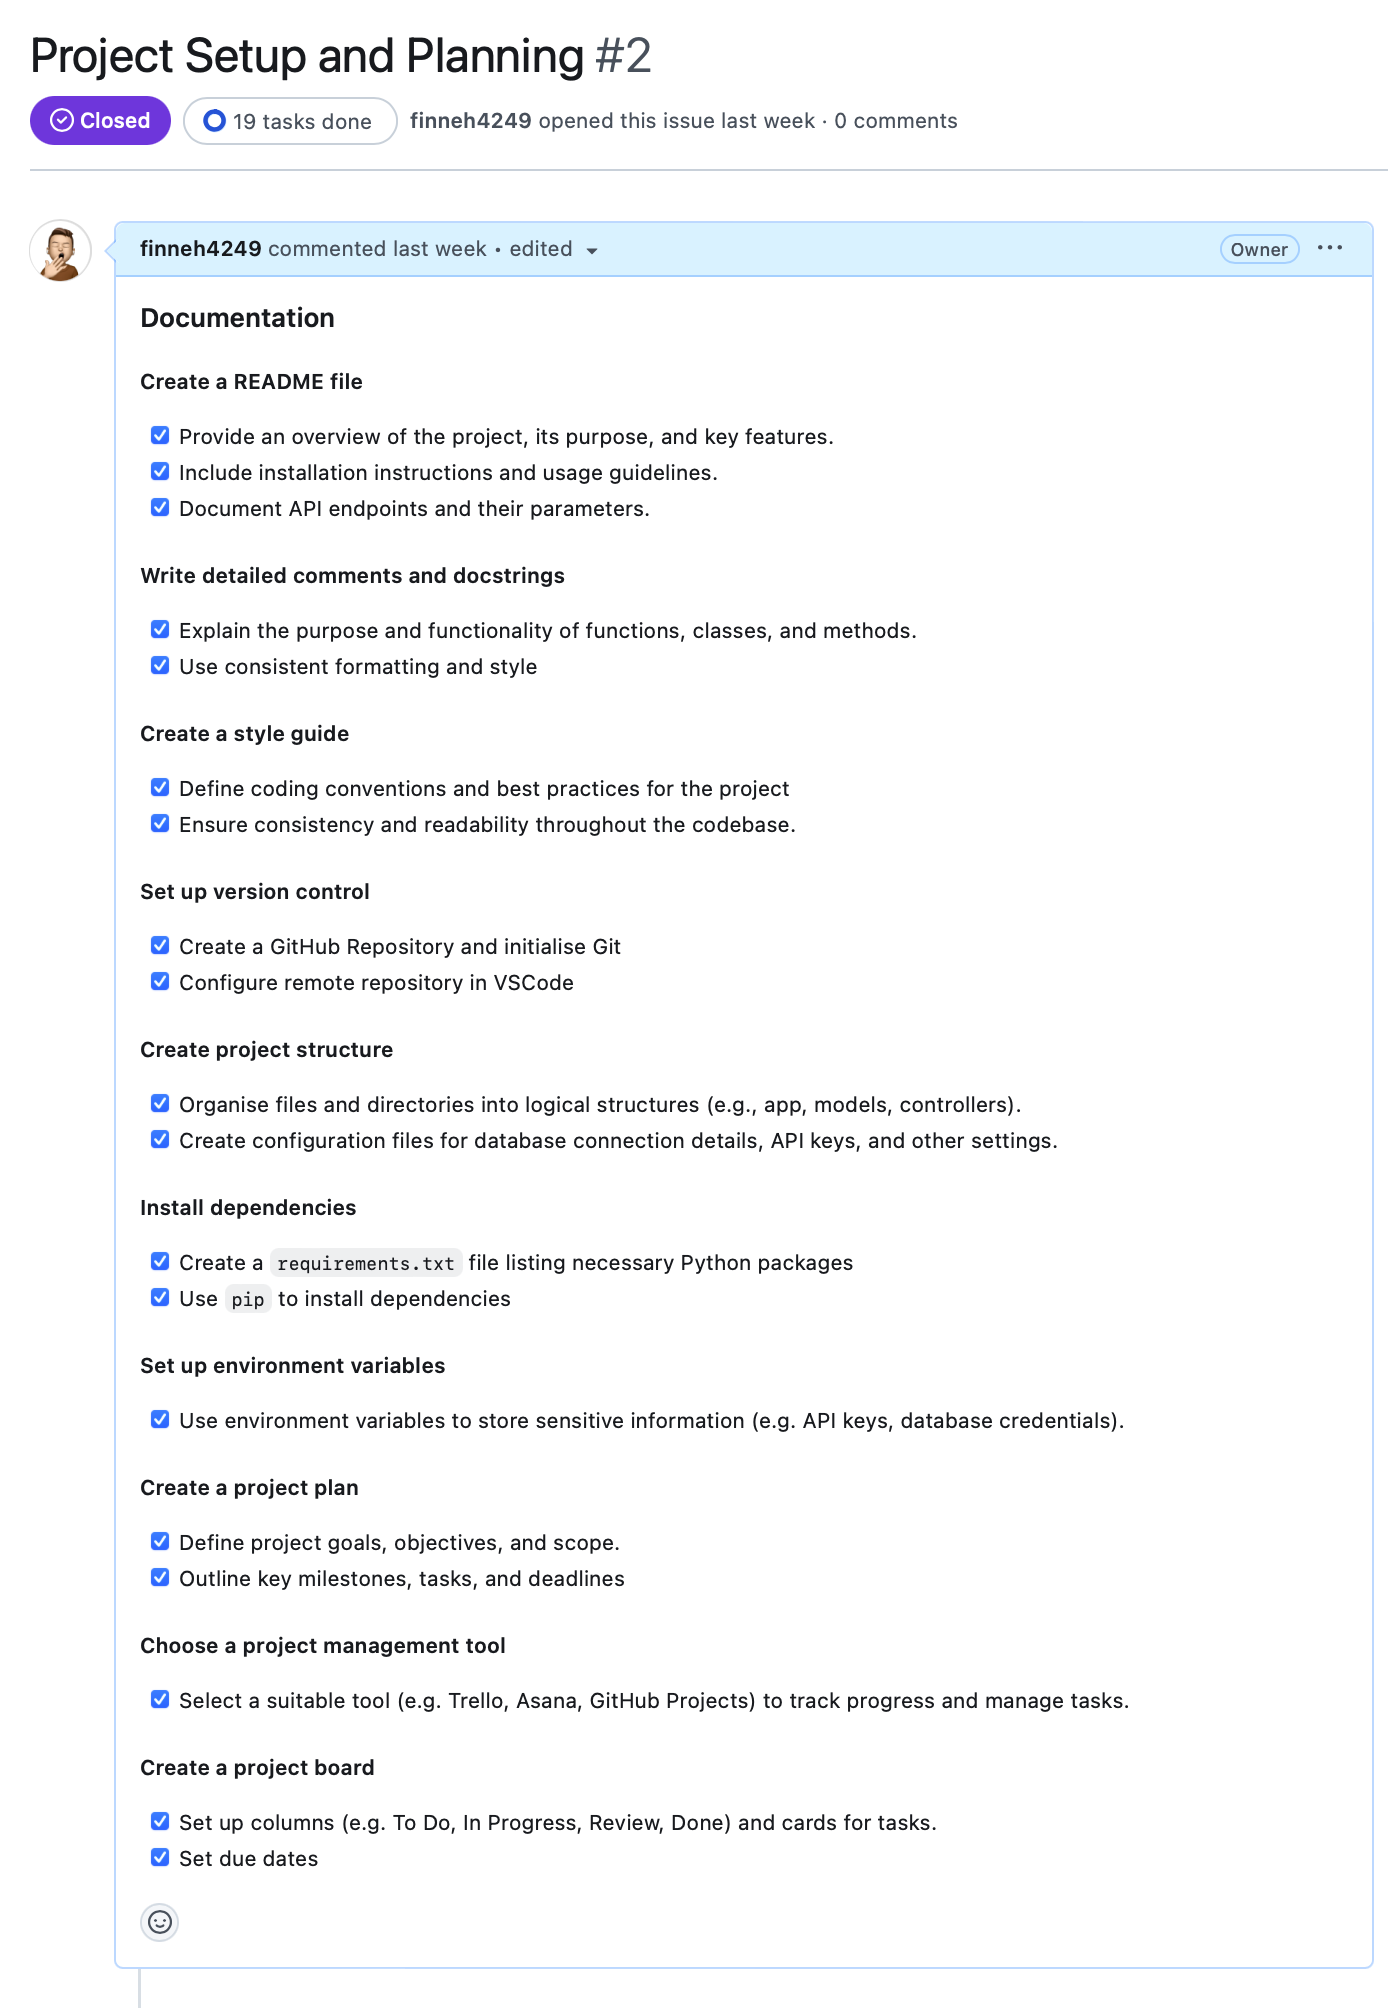 Project Setup and Planning #2
Closed
19 tasks done
finneh4249 opened this issue last week · 0 comments
finneh4249 commented last week • edited
Owner
Documentation
Create a README file
Provide an overview of the project, its purpose, and key features.
Include installation instructions and usage guidelines.
Document API endpoints and their parameters.
Write detailed comments and docstrings
Explain the purpose and functionality of functions, classes, and methods.
Use consistent formatting and style
Create a style guide
Define coding conventions and best practices for the project
Ensure consistency and readability throughout the codebase.
Set up version control
Create a GitHub Repository and initialise Git
Configure remote repository in VSCode
Create project structure
Organise files and directories into logical structures (e.g., app, models, controllers).
Create configuration files for database connection details, API keys, and other settings.
Install dependencies
Create a requirements.txt file listing necessary Python packages
Use pip to install dependencies
Set up environment variables
Use environment variables to store sensitive information (e.g. API keys, database credentials).
Create a project plan
Define project goals, objectives, and scope.
Outline key milestones, tasks, and deadlines
Choose a project management tool
Select a suitable tool (e.g. Trello, Asana, GitHub Projects) to track progress and manage tasks.
Create a project board
Set up columns (e.g. To Do, In Progress, Review, Done) and cards for tasks.
Set due dates